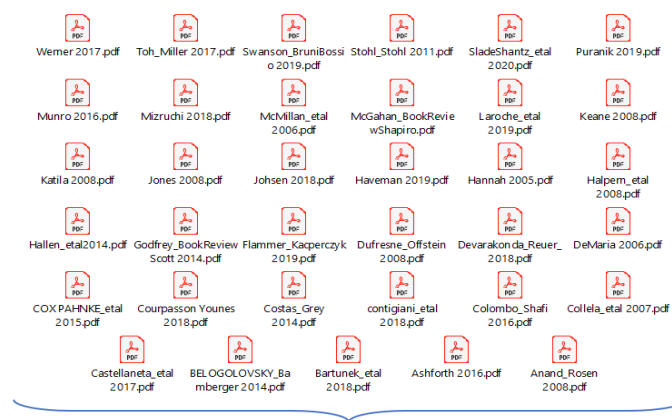 PDF PDF PDF PDF PDF PDF
Werner 2017.pdf Toh_Miller 2017.pdf Swanson_BruniBossi Stohl_Stohl 2011.pdf SladeShantz_etal Puranik 2019.pdf
o 2019.pdf 2020.pdf
PDF PDF PDF PDF PDF PDF
Munro 2016.pdf Mizruchi 2018.pdf McMillan_etal McGahan_BookRevie Laroche_etal Keane 2008.pdf
2006.pdf wShapiro.pdf 2019.pdf
PDF PDF PDF PDF PDF PDF
Katila 2008.pdf Jones 2008.pdf Johsen 2018.pdf Haveman 2019.pdf Hannah 2005.pdf Halpern_etal
2008.pdf
PDF PDF PDF PDF PDF PDF
Hallen_etal2014.pdf Godfrey_BookReview Flammer_Kacperczyk Dufresne_Offstein Devarakonda_Reuer_ DeMaria 2006.pdf
Scott 2014.pdf 2019.pdf 2008.pdf 2018.pdf
PDF PDF PDF PDF PDF PDF
COX PAHNKE_etal Courpasson Younes Costas_Grey contigiani_etal Colombo_Shafi Collela_etal 2007.pdf
2015.pdf 2018.pdf 2014.pdf 2018.pdf 2016.pdf
PDF PDF PDF PDF PDF
Castellaneta_etal BELOGOLOVSKY_Ba Bartunek_etal Ashforth 2016.pdf Anand_Rosen
2017.pdf mberger 2014.pdf 2018.pdf 2008.pdf